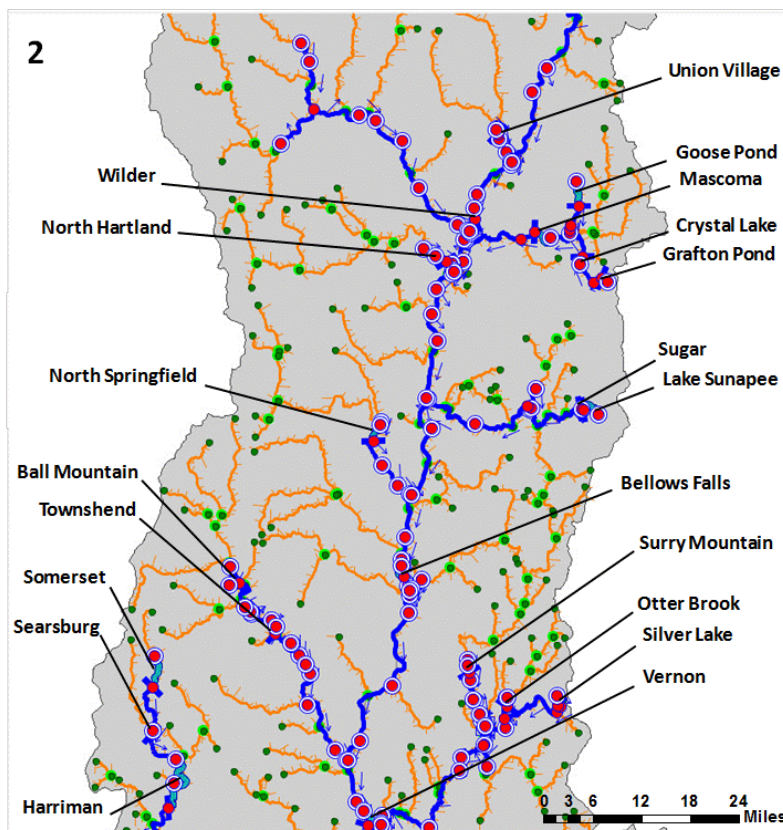 2
Union Village
Goose Pond
Wilder
Mascoma
North Hartland
Crystal Lake
Grafton Pond
Sugar
North Springfield
Lake Sunapee
Ball Mountain
Bellows Falls
Townshend
Surry Mountain
Somerset
Otter Brook
Searsburg
Silver Lake
Vernon
Harriman
0 3 6 12 18 24
Miles